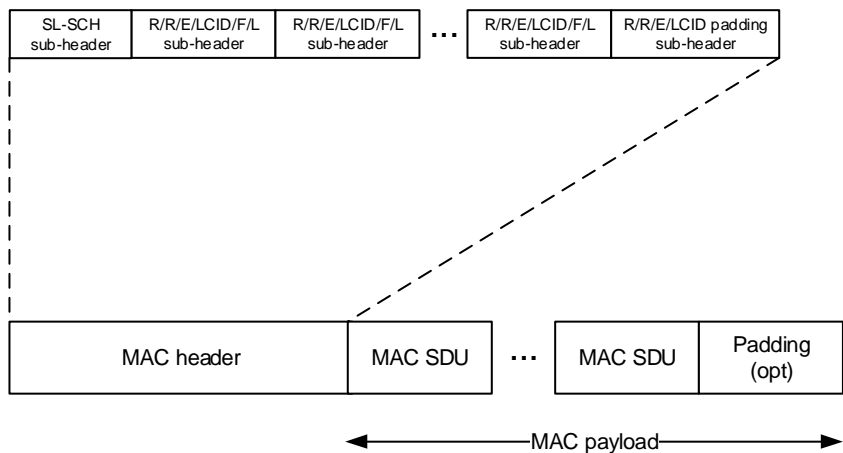 SL-SCH
sub-header
R/R/E/LCID/F/L
sub-header
R/R/E/LCID/F/L
sub-header
...
R/R/E/LCID/F/L
sub-header
R/R/E/LCID padding
sub-header
MAC header
MAC SDU
...
MAC SDU
Padding
(opt)
MAC payload